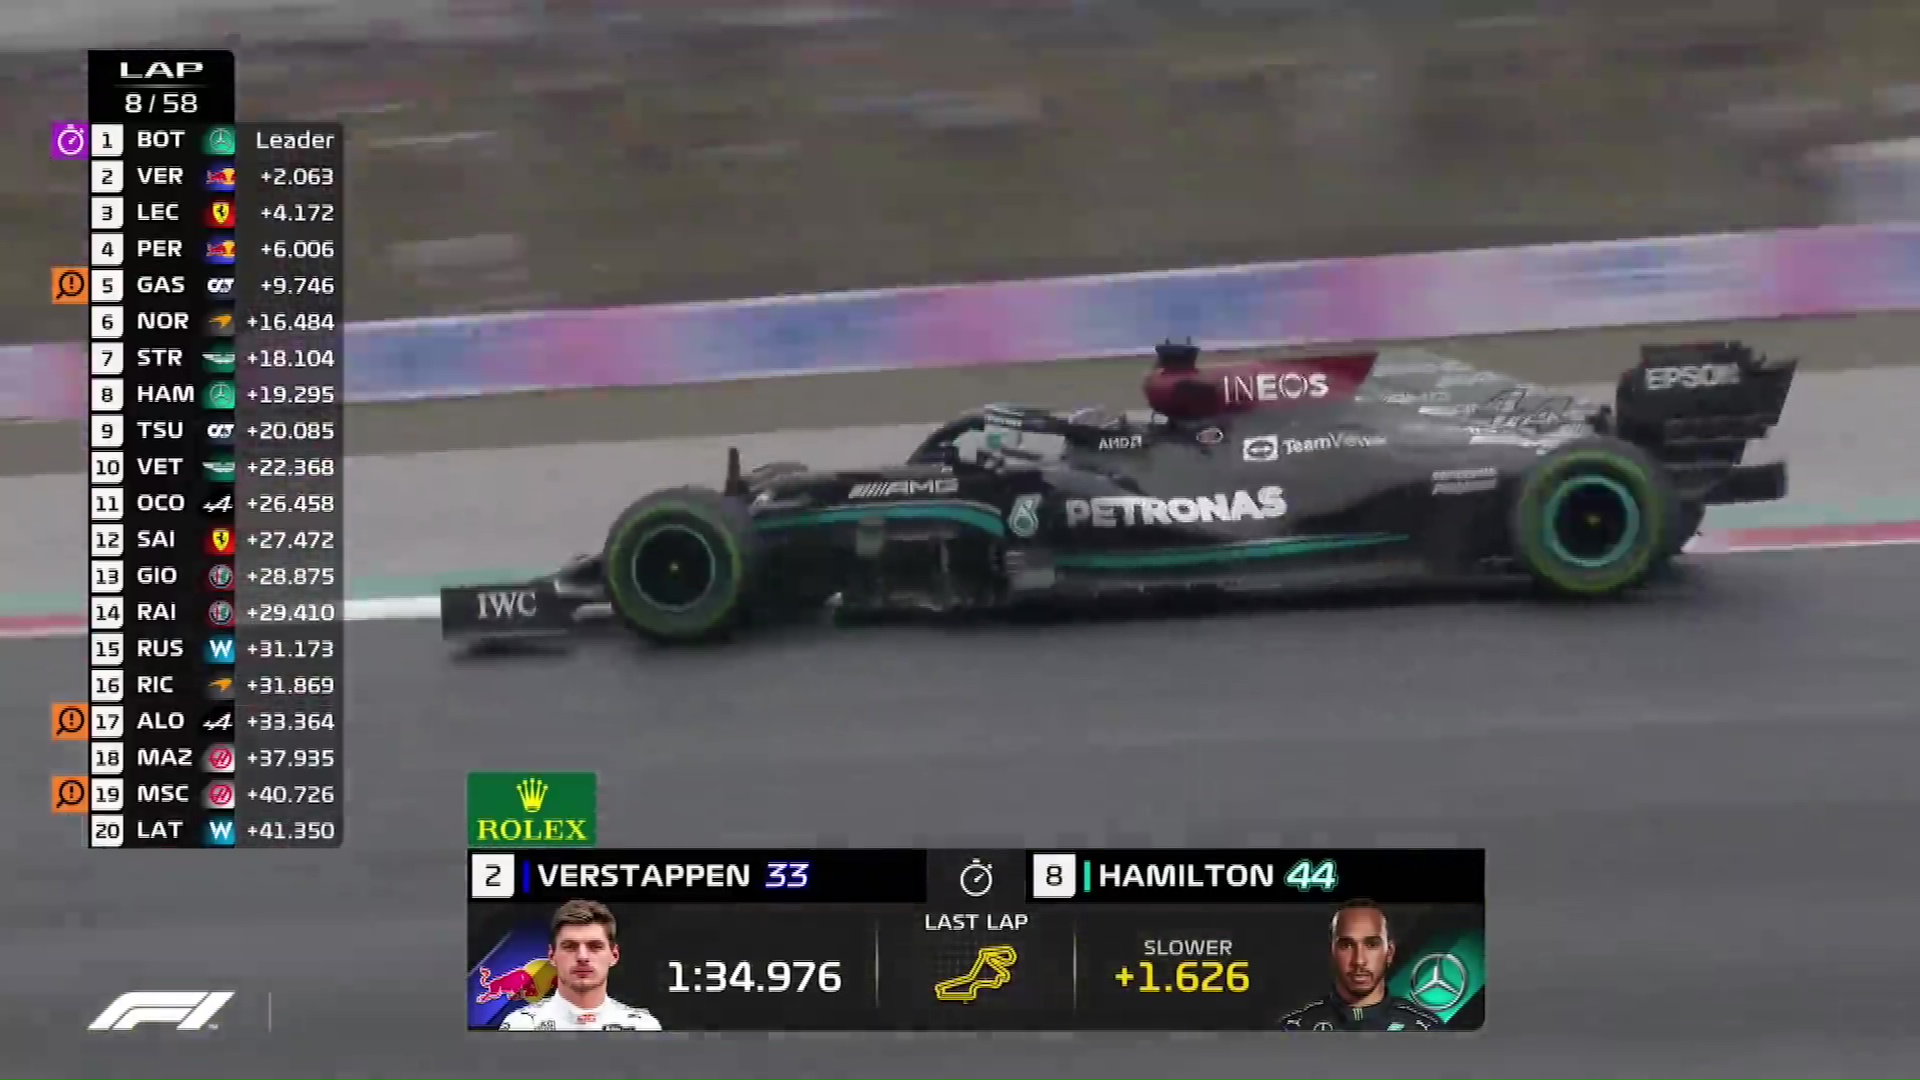 LAP
8 / 58
1 BOT Leader
2 VER +2.063
3 LEC +4.172
4 PER +6.006
5 GAS +9.746
6 NOR +16.484
7 STR +18.104
8 HAM +19.295
9 TSU +20.085
10 VET +22.368
11 OCO +26.458
12 SAI +27.472
13 GIO +28.875
14 RAI +29.410
15 RUS W +31.173
16 RIC +31.869
17 ALO +33.364
18 MAZ +37.935
19 MSC +40.726
20 LAT W +41.350
INEOS
EPSON
AMD
TeamViewer
44
AMG
PETRONAS
IWC
ROLEX
2 VERSTAPPEN 33
8 HAMILTON 44
LAST LAP
1:34.976
SLOWER
+1.626
F1